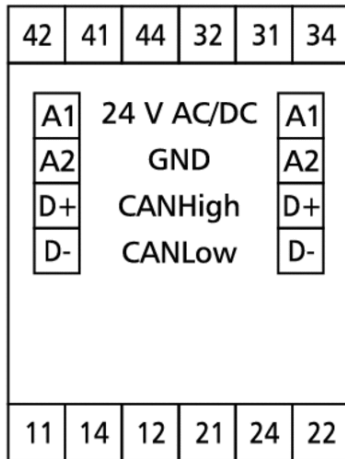 42 41 44 32 31 34
A1 24 V AC/DC A1
A2 GND A2
D+ CANHigh D+
D- CANLow D-
11 14 12 21 24 22